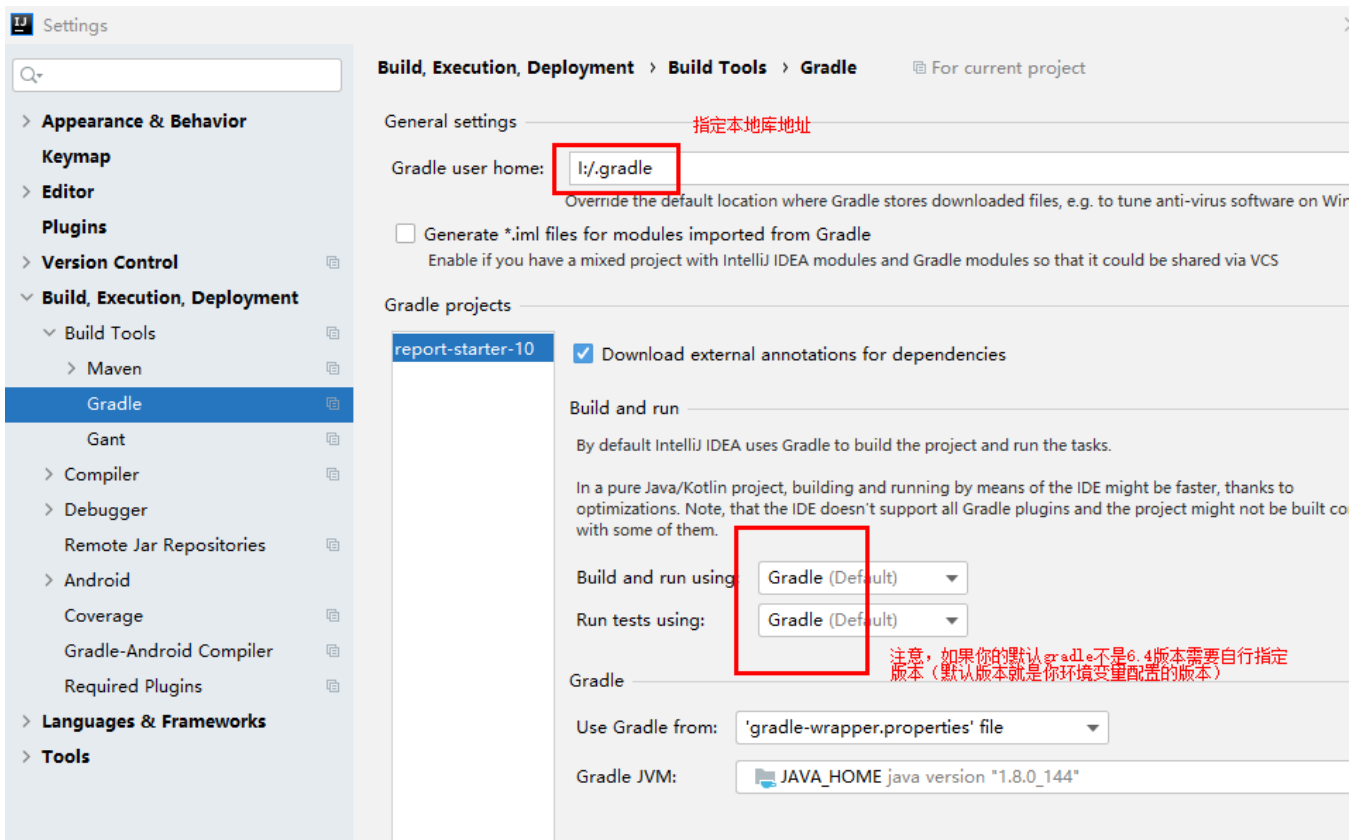 Settings
Appearance & Behavior
Keymap
Editor
Plugins
Version Control
Build, Execution, Deployment
Build Tools
Maven
Gradle
Gant
Compiler
Debugger
Remote Jar Repositories
Android
Coverage
Gradle-Android Compiler
Required Plugins
Languages & Frameworks
Tools
Build, Execution, Deployment › Build Tools › Gradle For current project
General settings
指定本地库地址
Gradle user home: I:/.gradle
Override the default location where Gradle stores downloaded files, e.g. to tune anti-virus software on Win
Generate *.iml files for modules imported from Gradle
Enable if you have a mixed project with IntelliJ IDEA modules and Gradle modules so that it could be shared via VCS
Gradle projects
report-starter-10
Download external annotations for dependencies
Build and run
By default IntelliJ IDEA uses Gradle to build the project and run the tasks.
In a pure Java/Kotlin project, building and running by means of the IDE might be faster, thanks to
optimizations. Note, that the IDE doesn't support all Gradle plugins and the project might not be built co
with some of them.
Build and run using: Gradle (Default)
Run tests using: Gradle (Default)
注意，如果你的默认gradle不是6.4版本需要自行指定
版本（默认版本就是你环境变量配置的版本）
Gradle
Use Gradle from: 'gradle-wrapper.properties' file
Gradle JVM: JAVA_HOME java version "1.8.0_144"